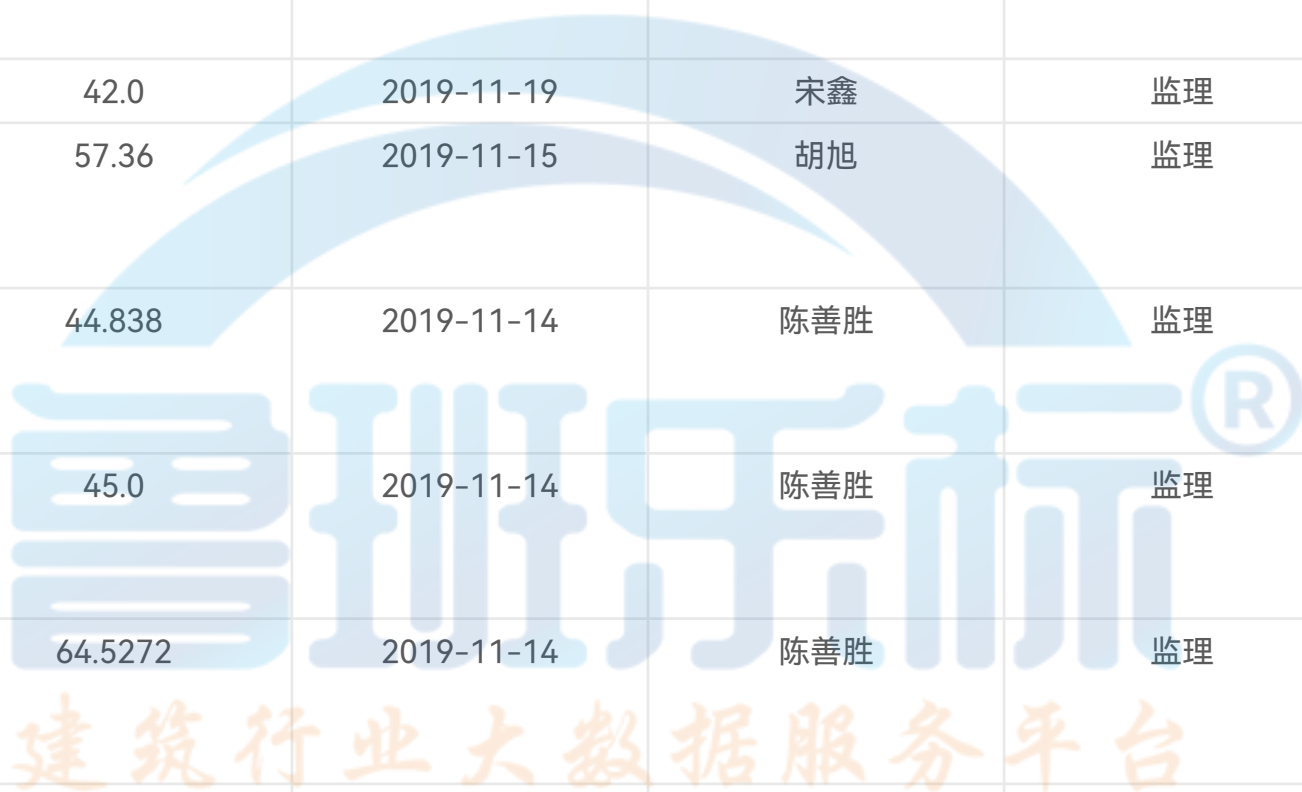 42.0 2019-11-19 宋鑫 监理
57.36 2019-11-15 胡旭 监理
44.838 2019-11-14 陈善胜 监理
®
鲁班乐标
45.0 2019-11-14 陈善胜 监理
64.5272 2019-11-14 陈善胜 监理
建筑行业大数据服务平台